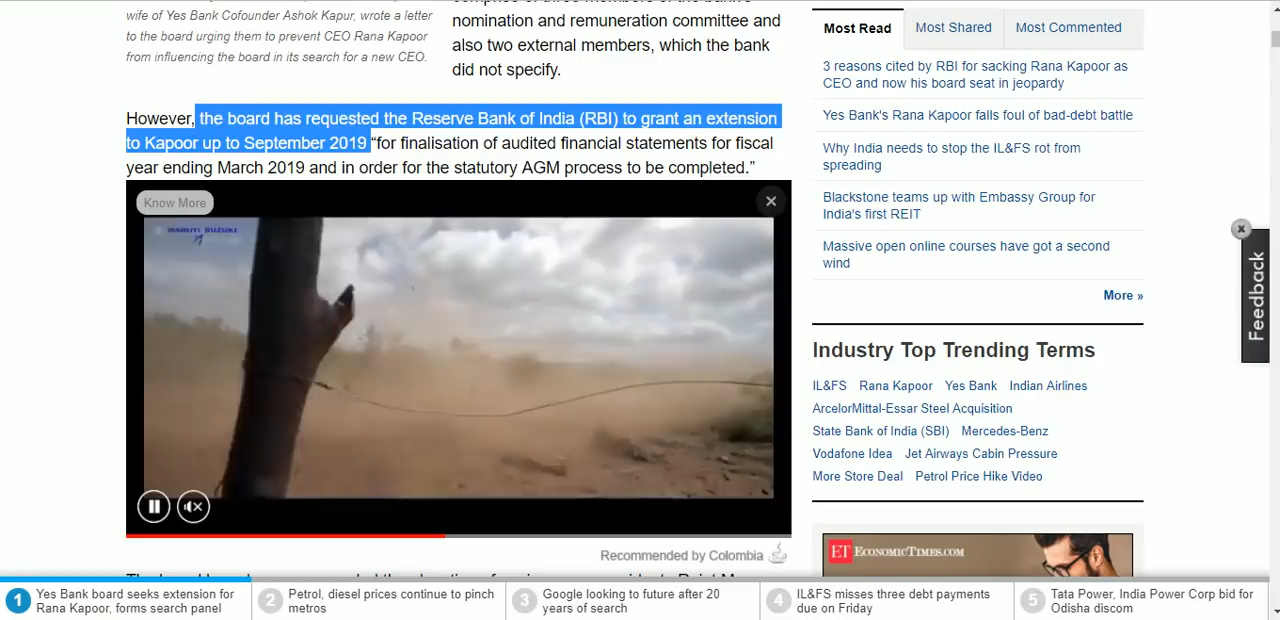 wife of Yes Bank Cofounder Ashok Kapur, wrote a letter
to the board urging them to prevent CEO Rana Kapoor
from influencing the board in its search for a new CEO.
nomination and remuneration committee and
also two external members, which the bank
did not specify.
However, the board has requested the Reserve Bank of India (RBI) to grant an extension
to Kapoor up to September 2019 “for finalisation of audited financial statements for fiscal
year ending March 2019 and in order for the statutory AGM process to be completed.”
Know More
MARUTI SUZUKI
Recommended by Colombia
Most Read
Most Shared
Most Commented
3 reasons cited by RBI for sacking Rana Kapoor as
CEO and now his board seat in jeopardy
Yes Bank's Rana Kapoor falls foul of bad-debt battle
Why India needs to stop the IL&FS rot from
spreading
Blackstone teams up with Embassy Group for
India's first REIT
Massive open online courses have got a second
wind
More »
Industry Top Trending Terms
IL&FS Rana Kapoor Yes Bank Indian Airlines
ArcelorMittal-Essar Steel Acquisition
State Bank of India (SBI) Mercedes-Benz
Vodafone Idea Jet Airways Cabin Pressure
More Store Deal Petrol Price Hike Video
ET ECONOMICTIMES.COM
Feedback
1 Yes Bank board seeks extension for
Rana Kapoor, forms search panel
2 Petrol, diesel prices continue to pinch
metros
3 Google looking to future after 20
years of search
4 IL&FS misses three debt payments
due on Friday
5 Tata Power, India Power Corp bid for
Odisha discom